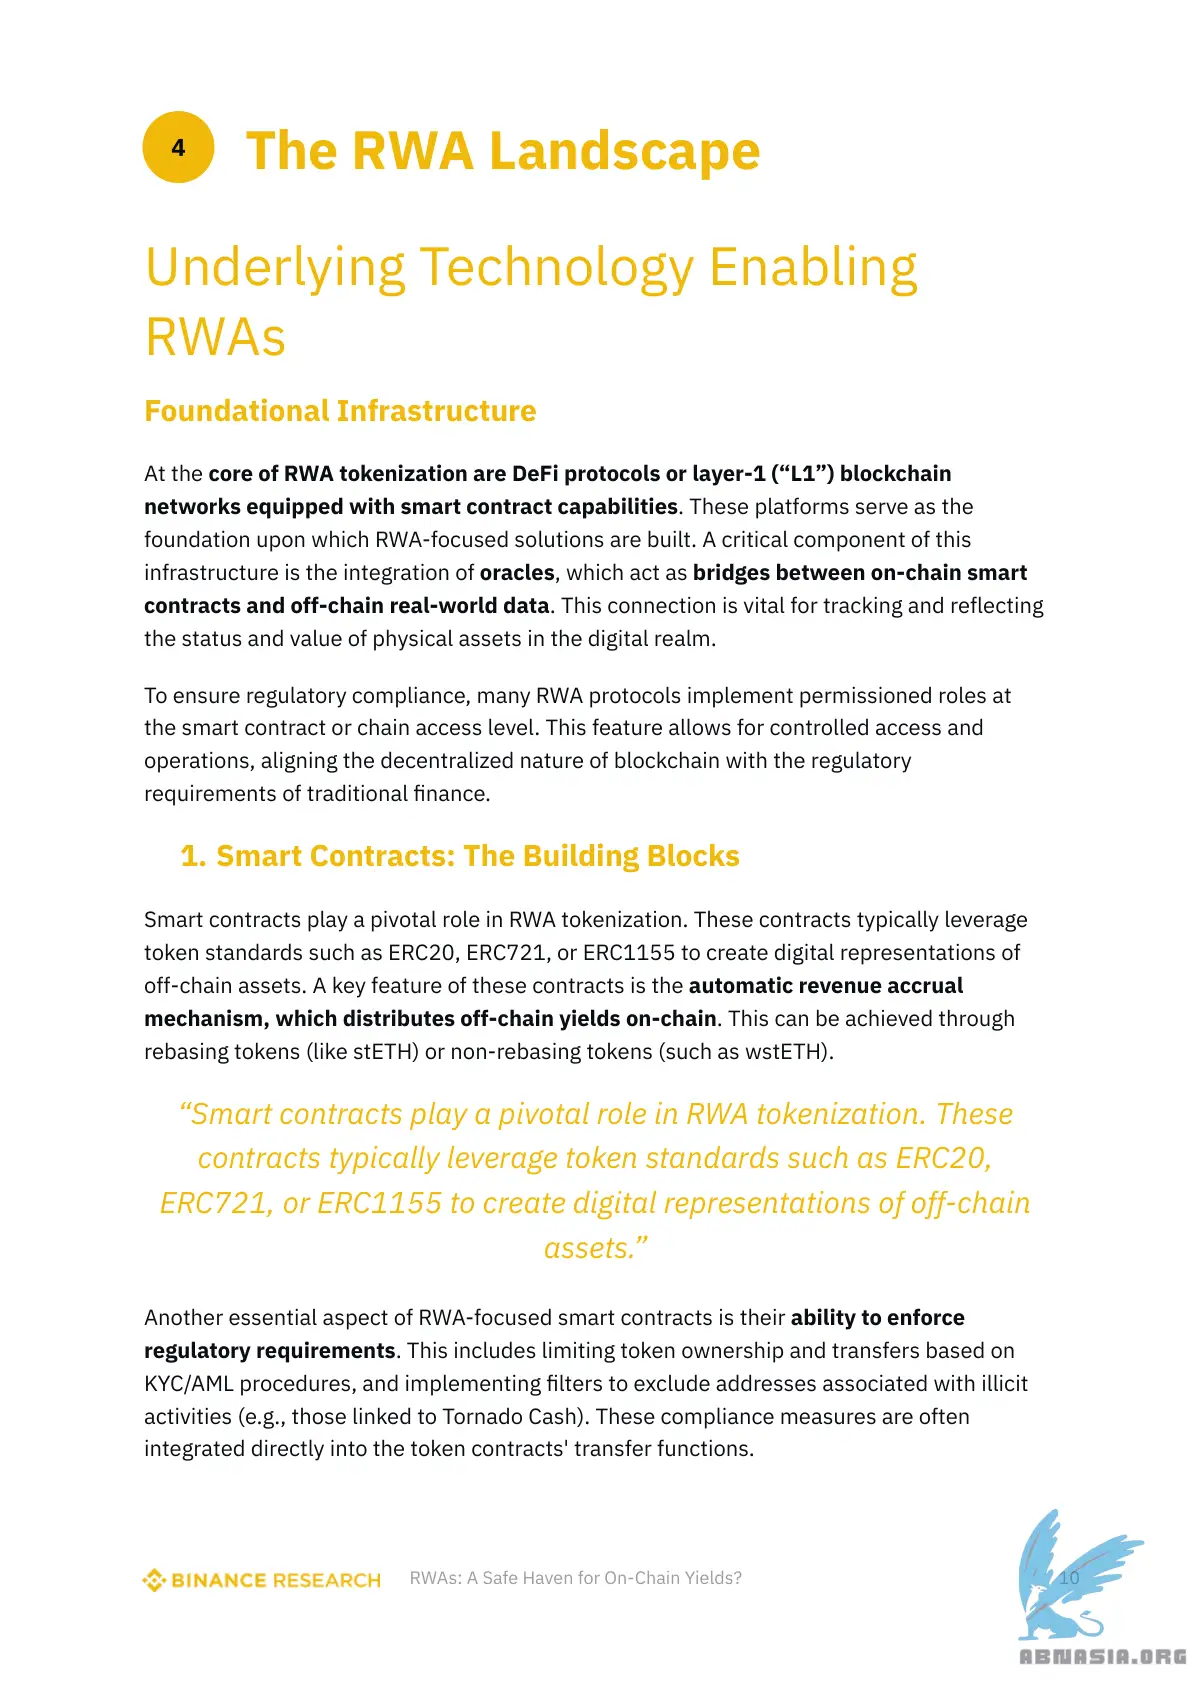 4
The RWA Landscape
Underlying Technology Enabling
RWAs
Foundational Infrastructure
At the core of RWA tokenization are DeFi protocols or layer-1 (“L1”) blockchain
networks equipped with smart contract capabilities. These platforms serve as the
foundation upon which RWA-focused solutions are built. A critical component of this
infrastructure is the integration of oracles, which act as bridges between on-chain smart
contracts and off-chain real-world data. This connection is vital for tracking and reflecting
the status and value of physical assets in the digital realm.
To ensure regulatory compliance, many RWA protocols implement permissioned roles at
the smart contract or chain access level. This feature allows for controlled access and
operations, aligning the decentralized nature of blockchain with the regulatory
requirements of traditional finance.
1. Smart Contracts: The Building Blocks
Smart contracts play a pivotal role in RWA tokenization. These contracts typically leverage
token standards such as ERC20, ERC721, or ERC1155 to create digital representations of
off-chain assets. A key feature of these contracts is the automatic revenue accrual
mechanism, which distributes off-chain yields on-chain. This can be achieved through
rebasing tokens (like stETH) or non-rebasing tokens (such as wstETH).
“Smart contracts play a pivotal role in RWA tokenization. These
contracts typically leverage token standards such as ERC20,
ERC721, or ERC1155 to create digital representations of off-chain
assets.”
Another essential aspect of RWA-focused smart contracts is their ability to enforce
regulatory requirements. This includes limiting token ownership and transfers based on
KYC/AML procedures, and implementing filters to exclude addresses associated with illicit
activities (e.g., those linked to Tornado Cash). These compliance measures are often
integrated directly into the token contracts' transfer functions.
BINANCE RESEARCH
RWAs: A Safe Haven for On-Chain Yields?
10
ABNASIA.ORG